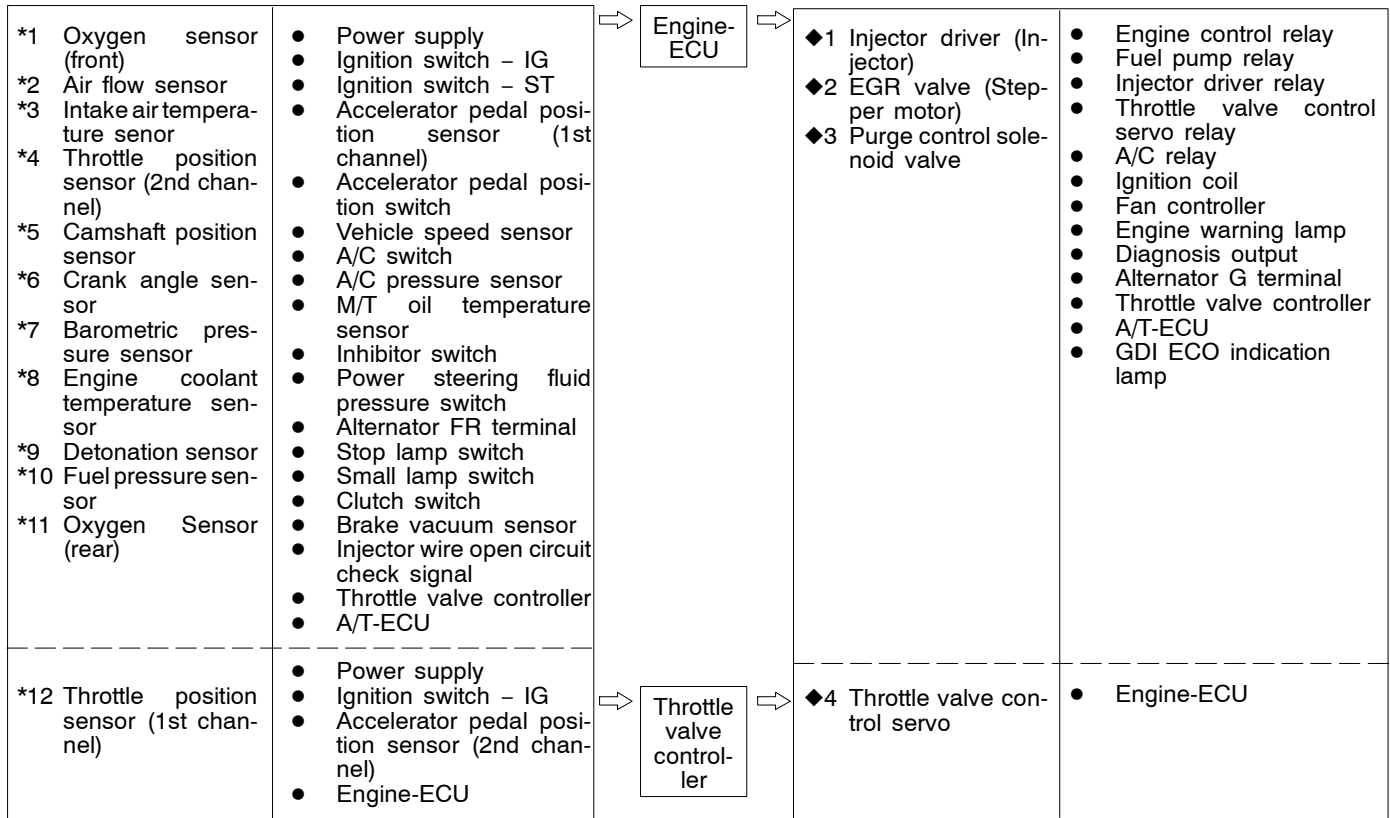 *1 Oxygen sensor
(front)
*2 Air flow sensor
*3 Intake air tempera-
ture senor
*4 Throttle position
sensor (2nd chan-
nel)
*5 Camshaft position
sensor
*6 Crank angle sen-
sor
*7 Barometric pres-
sure sensor
*8 Engine coolant
temperature sen-
sor
*9 Detonation sensor
*10 Fuel pressure sen-
sor
*11 Oxygen Sensor
(rear)
● Power supply
● Ignition switch – IG
● Ignition switch – ST
● Accelerator pedal po-
sition sensor (1st
channel)
● Accelerator pedal posi-
tion switch
● Vehicle speed sensor
● A/C switch
● A/C pressure sensor
● M/T oil temperature
sensor
● Inhibitor switch
● Power steering fluid
pressure switch
● Alternator FR terminal
● Stop lamp switch
● Small lamp switch
● Clutch switch
● Brake vacuum sensor
● Injector wire open circuit
check signal
● Throttle valve controller
● A/T-ECU
Engine-
ECU
◆1 Injector driver (In-
jector)
◆2 EGR valve (Step-
per motor)
◆3 Purge control sole-
noid valve
● Engine control relay
● Fuel pump relay
● Injector driver relay
● Throttle valve control
servo relay
● A/C relay
● Ignition coil
● Fan controller
● Engine warning lamp
● Diagnosis output
● Alternator G terminal
● Throttle valve controller
● A/T-ECU
● GDI ECO indication
lamp
*12 Throttle position
sensor (1st chan-
nel)
● Power supply
● Ignition switch – IG
● Accelerator pedal posi-
tion sensor (2nd chan-
nel)
● Engine-ECU
Throttle
valve
control-
ler
◆4 Throttle valve con-
trol servo
● Engine-ECU